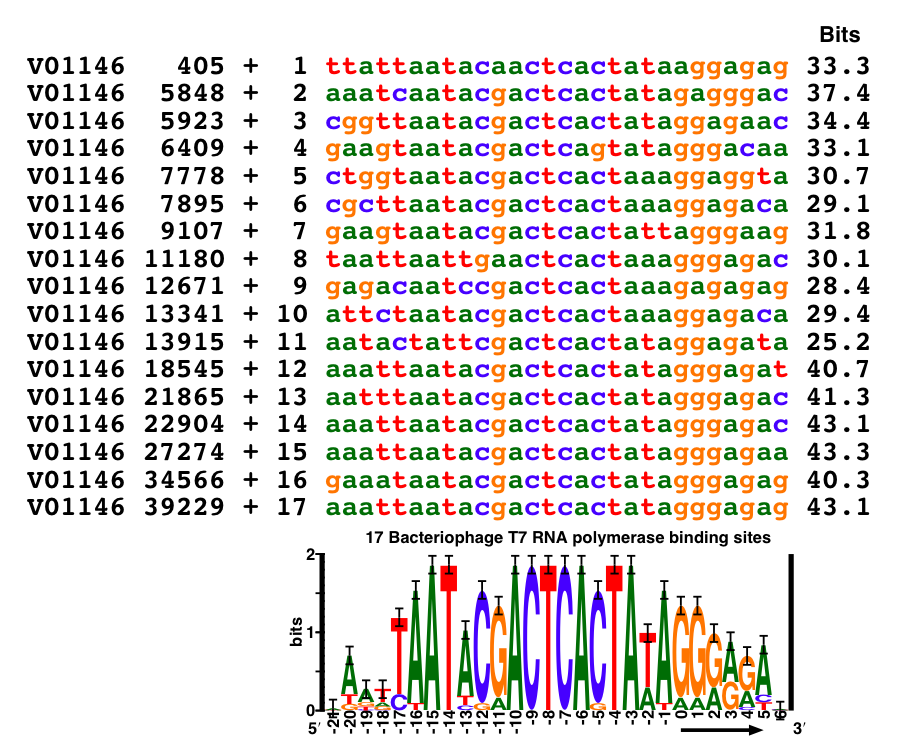 Bits
V01146 405 + 1 ttattaatacaactcactataaggagag 33.3
V01146 5848 + 2 aaatcaatacgactcactatagagggac 37.4
V01146 5923 + 3 cggttaatacgactcactataggagaac 34.4
V01146 6409 + 4 gaagtaatacgactcagtatagggacaa 33.1
V01146 7778 + 5 ctggtaatacgactcactaaaggaggta 30.7
V01146 7895 + 6 cgcttaatacgactcactaaaggagaca 29.1
V01146 9107 + 7 gaagtaatacgactcactattagggaag 31.8
V01146 11180 + 8 taattaattgaactcactaaagggagac 30.1
V01146 12671 + 9 gagacaatccgactcactaaagagagag 28.4
V01146 13341 + 10 attctaatacgactcactaaaggagaca 29.4
V01146 13915 + 11 aatactattcgactcactataggagata 25.2
V01146 18545 + 12 aaattaatacgactcactatagggagat 40.7
V01146 21865 + 13 aatttaatacgactcactatagggagac 41.3
V01146 22904 + 14 aaattaatacgactcactatagggagac 43.1
V01146 27274 + 15 aaattaatacgactcactatagggagaa 43.3
V01146 34566 + 16 gaaataatacgactcactatagggagag 40.3
V01146 39229 + 17 aaattaatacgactcactatagggagag 43.1
17 Bacteriophage T7 RNA polymerase binding sites
2
1
0
bits
5′ -21 -20 -19 -18 -17 -16 -15 -14 -13 -12 -11 -10 -9 -8 -7 -6 -5 -4 -3 -2 -1 0 1 2 3 4 5 6 3′